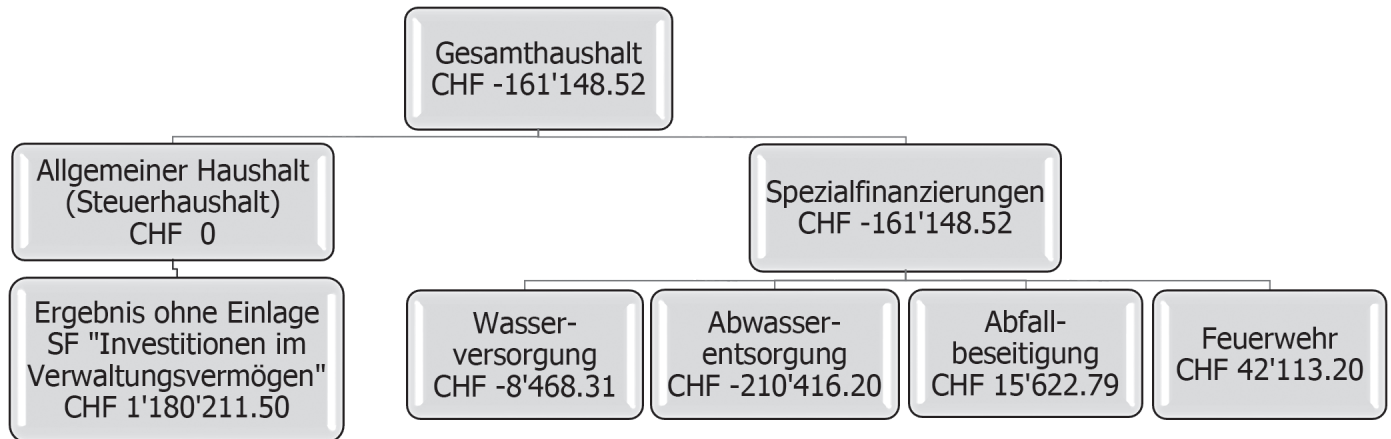 Gesamthaushalt
CHF -161'148.52
Allgemeiner Haushalt
(Steuerhaushalt)
CHF 0
Spezialfinanzierungen
CHF -161'148.52
Ergebnis ohne Einlage
SF "Investitionen im
Verwaltungsvermögen"
CHF 1'180'211.50
Wasser-
versorgung
CHF -8'468.31
Abwasser-
entsorgung
CHF -210'416.20
Abfall-
beseitigung
CHF 15'622.79
Feuerwehr
CHF 42'113.20